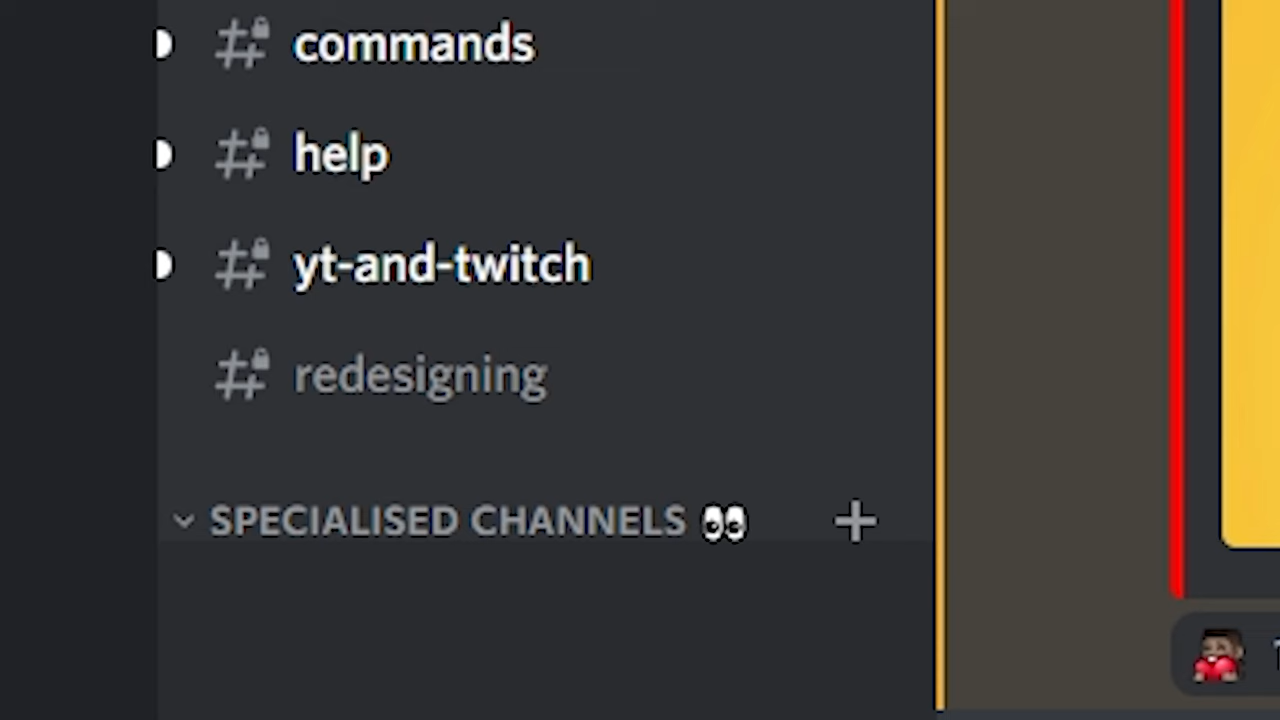 commands
help
yt-and-twitch
redesigning
SPECIALISED CHANNELS 👀